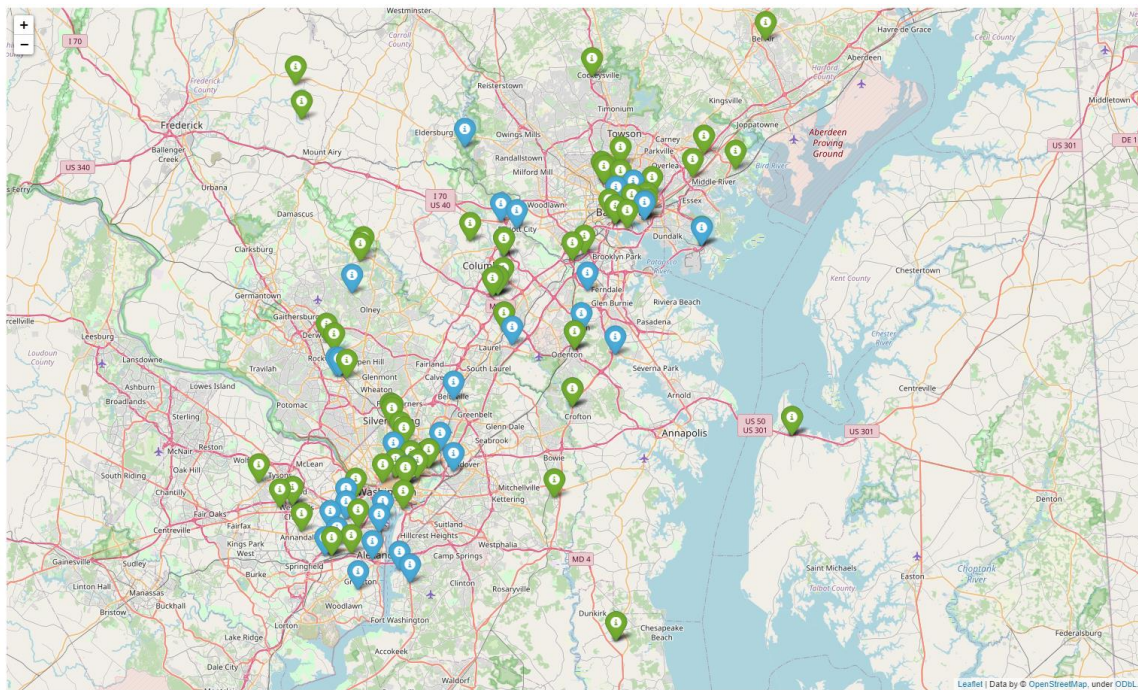 +
−
Westminster
Carroll County
Havre de Grace
Cecil County
I 70
Belair
Cockeysville
Aberdeen
Harford County
Reisterstown
Timonium
Frederick County
Kingsville
Middletown
Frederick
Eldersburg
Owings Mills
Towson
Carney
Joppatowne
Aberdeen Proving Ground
US 301
DE 1
Ballenger Creek
Mount Airy
Randallstown
Parkville
Overlea
Milford Mill
Bird River
US 340
Middle River
Urbana
I 70
US 40
Woodlawn
Essex
Damascus
Dundalk
Clarksburg
Brooklyn Park
Patapsco River
Chestertown
Kent County
Germantown
Ferndale
Glen Burnie
Riviera Beach
Olney
Gaithersburg
Pasadena
Chester River
Leesburg
Laurel
Loudoun County
Lansdowne
Travilah
Glenmont
Fairland
South Laurel
Odenton
Severna Park
Ashburn
Lowes Island
Wheaton
Centreville
Broadlands
Potomac
Beltsville
Greenbelt
Arnold
Sterling
Crofton
Glenn Dale
US 50
US 301
US 301
McNair
Reston
Seabrook
Annapolis
Oak Hill
McLean
Bowie
South Riding
Tysons
Chantilly
Mitchellville
Kettering
Washington
Fair Oaks
Denton
Centreville
Fairfax
Suitland
Annandale
Hillcrest Heights
Kings Park West
Westphalia
Gainesville
Sudley
Springfield
Camp Springs
MD 4
Saint Michaels
Linton Hall
Burke
Easton
Choptank River
Manassas
Clinton
Talbot County
Rosaryville
Buckhall
Woodlawn
Bristow
Fort Washington
Dunkirk
Lorton
Chesapeake Beach
Federalsburg
Lake Ridge
Accokeek
Dale City
Waldorf
Leaflet | Data by © OpenStreetMap, under ODbL.